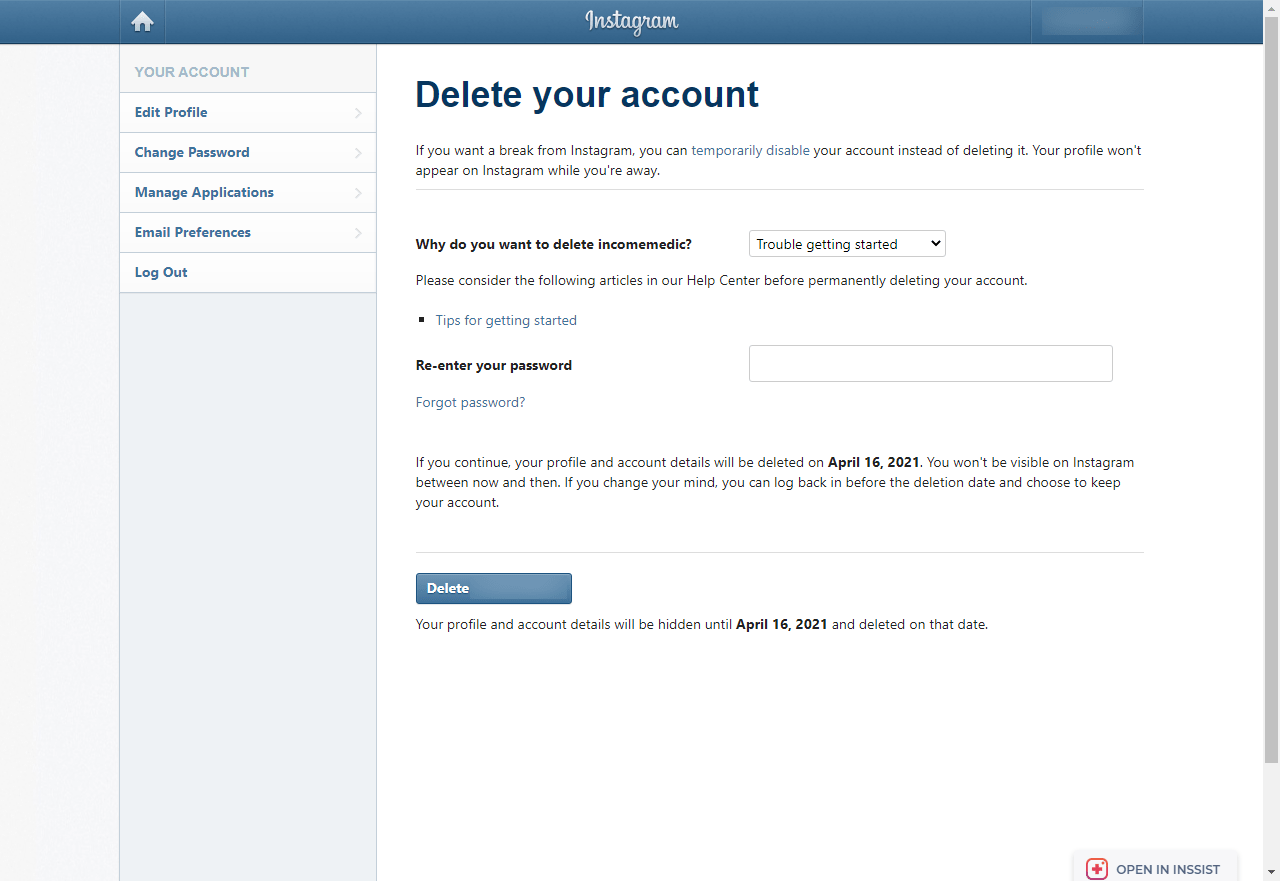 Instagram
YOUR ACCOUNT
Edit Profile
Change Password
Manage Applications
Email Preferences
Log Out
Delete your account
If you want a break from Instagram, you can temporarily disable your account instead of deleting it. Your profile won't
appear on Instagram while you're away.
Why do you want to delete incomemedic?
Trouble getting started
Please consider the following articles in our Help Center before permanently deleting your account.
Tips for getting started
Re-enter your password
Forgot password?
If you continue, your profile and account details will be deleted on April 16, 2021. You won't be visible on Instagram
between now and then. If you change your mind, you can log back in before the deletion date and choose to keep
your account.
Delete
Your profile and account details will be hidden until April 16, 2021 and deleted on that date.
OPEN IN INSSIST